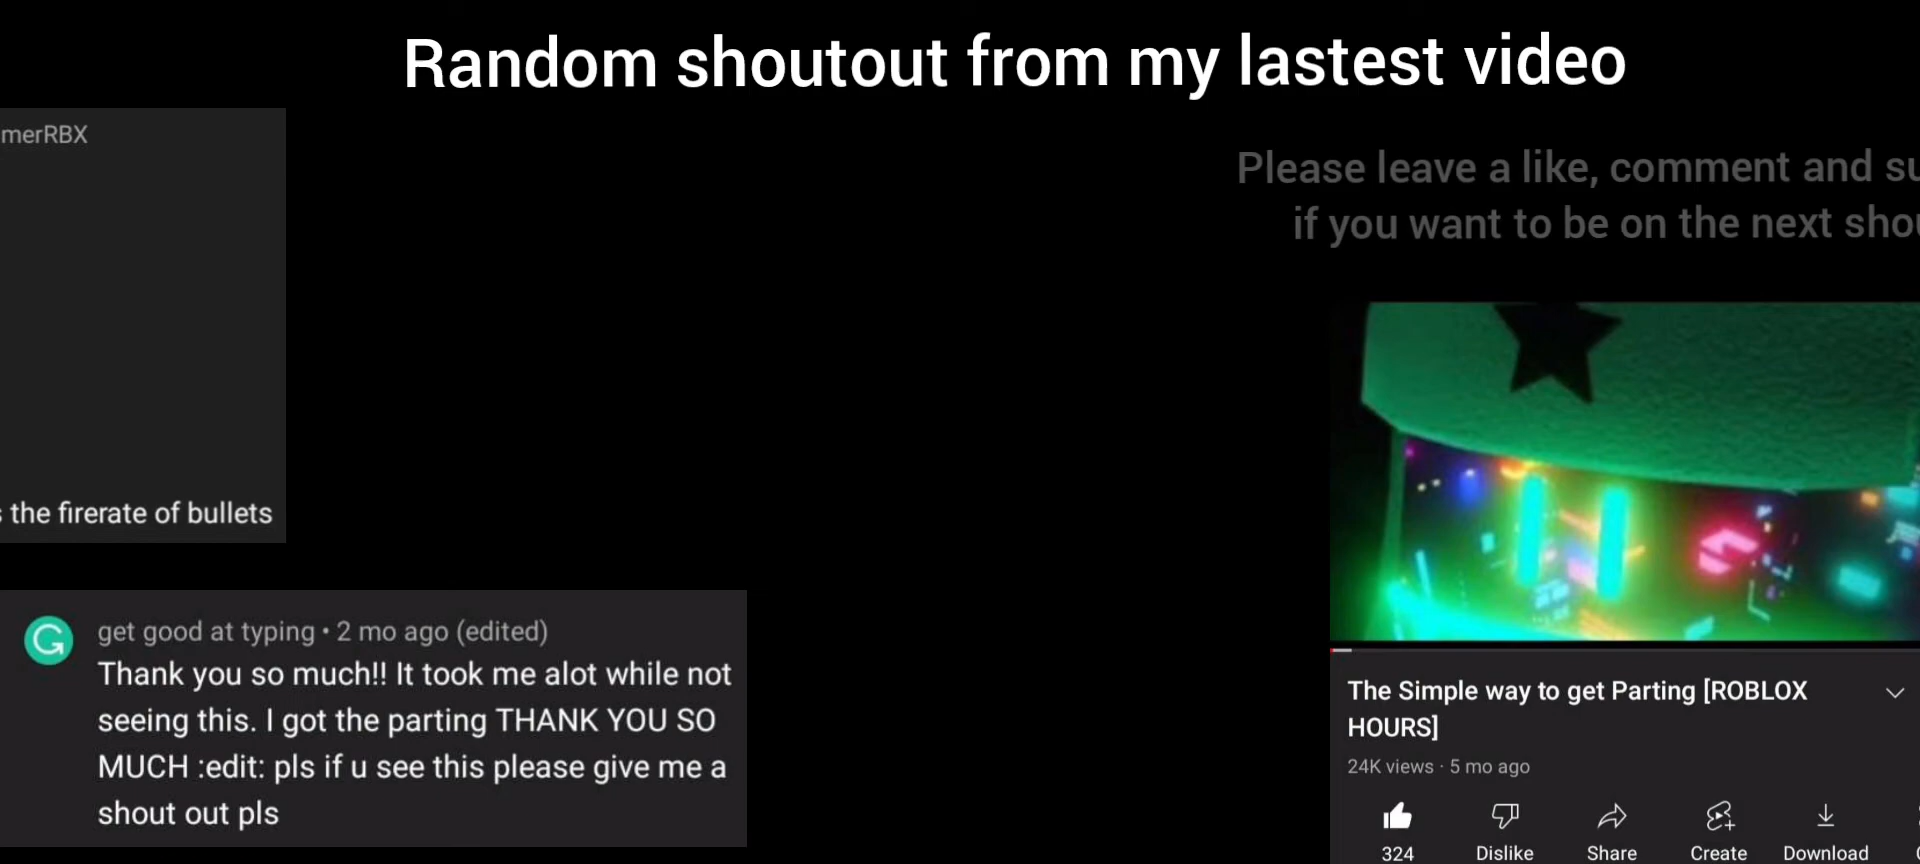 Random shoutout from my lastest video
merRBX
Please leave a like, comment and su
if you want to be on the next shou
the firerate of bullets
get good at typing • 2 mo ago (edited)
Thank you so much!! It took me alot while not
seeing this. I got the parting THANK YOU SO
MUCH :edit: pls if u see this please give me a
shout out pls
The Simple way to get Parting [ROBLOX
HOURS]
24K views · 5 mo ago
324 Dislike Share Create Download